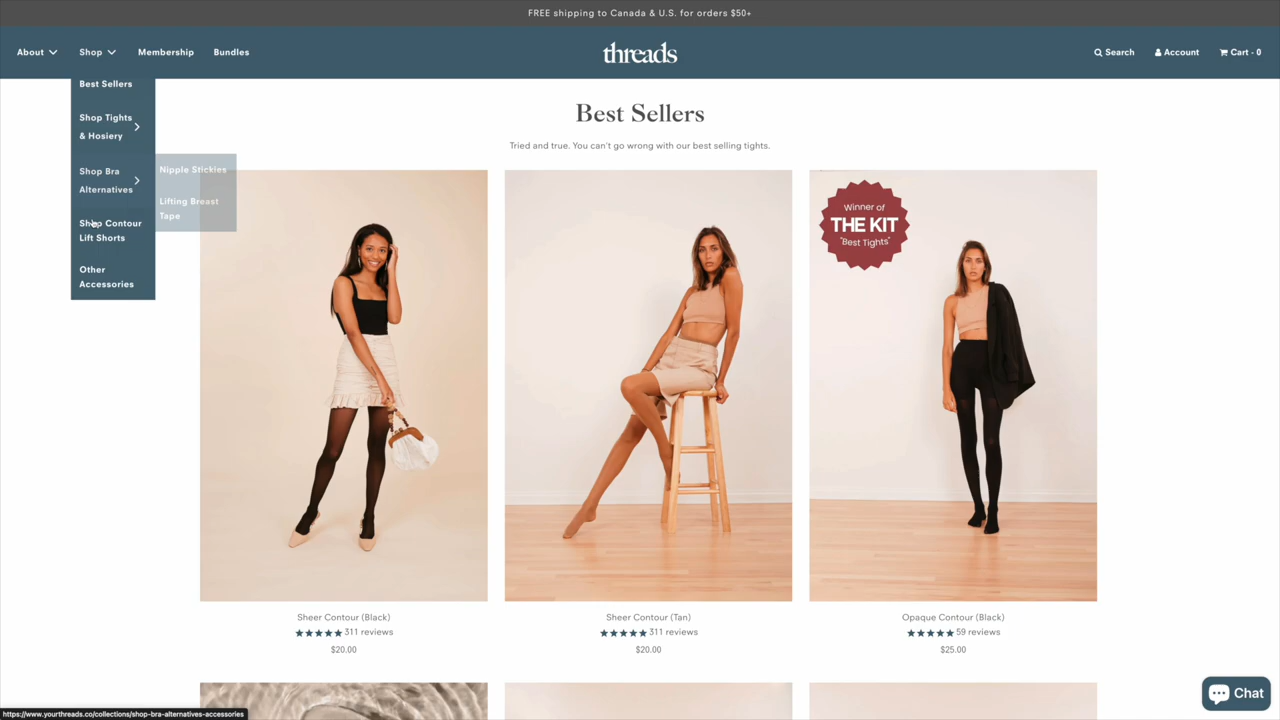 FREE shipping to Canada & U.S. for orders $50+
About
Shop
Membership
Bundles
threads
Search
Account
Cart - 0
Best Sellers
Shop Tights
& Hosiery
Shop Bra
Alternatives
Nipple Stickies
Lifting Breast
Tape
Shop Contour
Lift Shorts
Other
Accessories
Best Sellers
Tried and true. You can't go wrong with our best selling tights.
Winner of
THE KIT
"Best Tights"
Sheer Contour (Black)
311 reviews
$20.00
Sheer Contour (Tan)
311 reviews
$20.00
Opaque Contour (Black)
59 reviews
$25.00
Chat
https://www.yourthreads.co/collections/shop-bra-alternatives-accessories